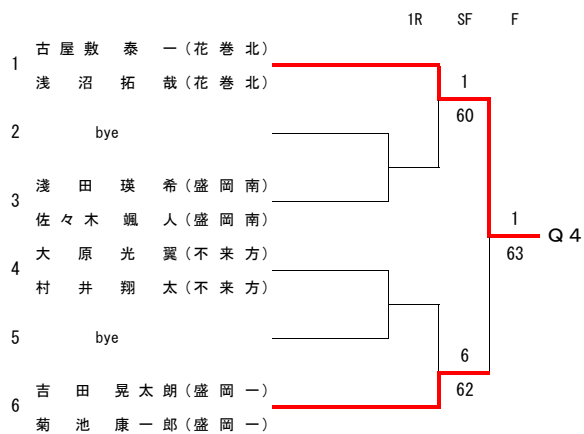 1R SF F
1 古屋敷 泰一(花巻北)
浅沼 拓哉(花巻北)
2 bye
3 淺田 瑛希(盛岡南)
佐々木 颯人(盛岡南)
4 大原 光翼(不来方)
村井 翔太(不来方)
5 bye
6 吉田 晃太朗(盛岡一)
菊池 康一郎(盛岡一)
1
60
1
63
Q4
6
62